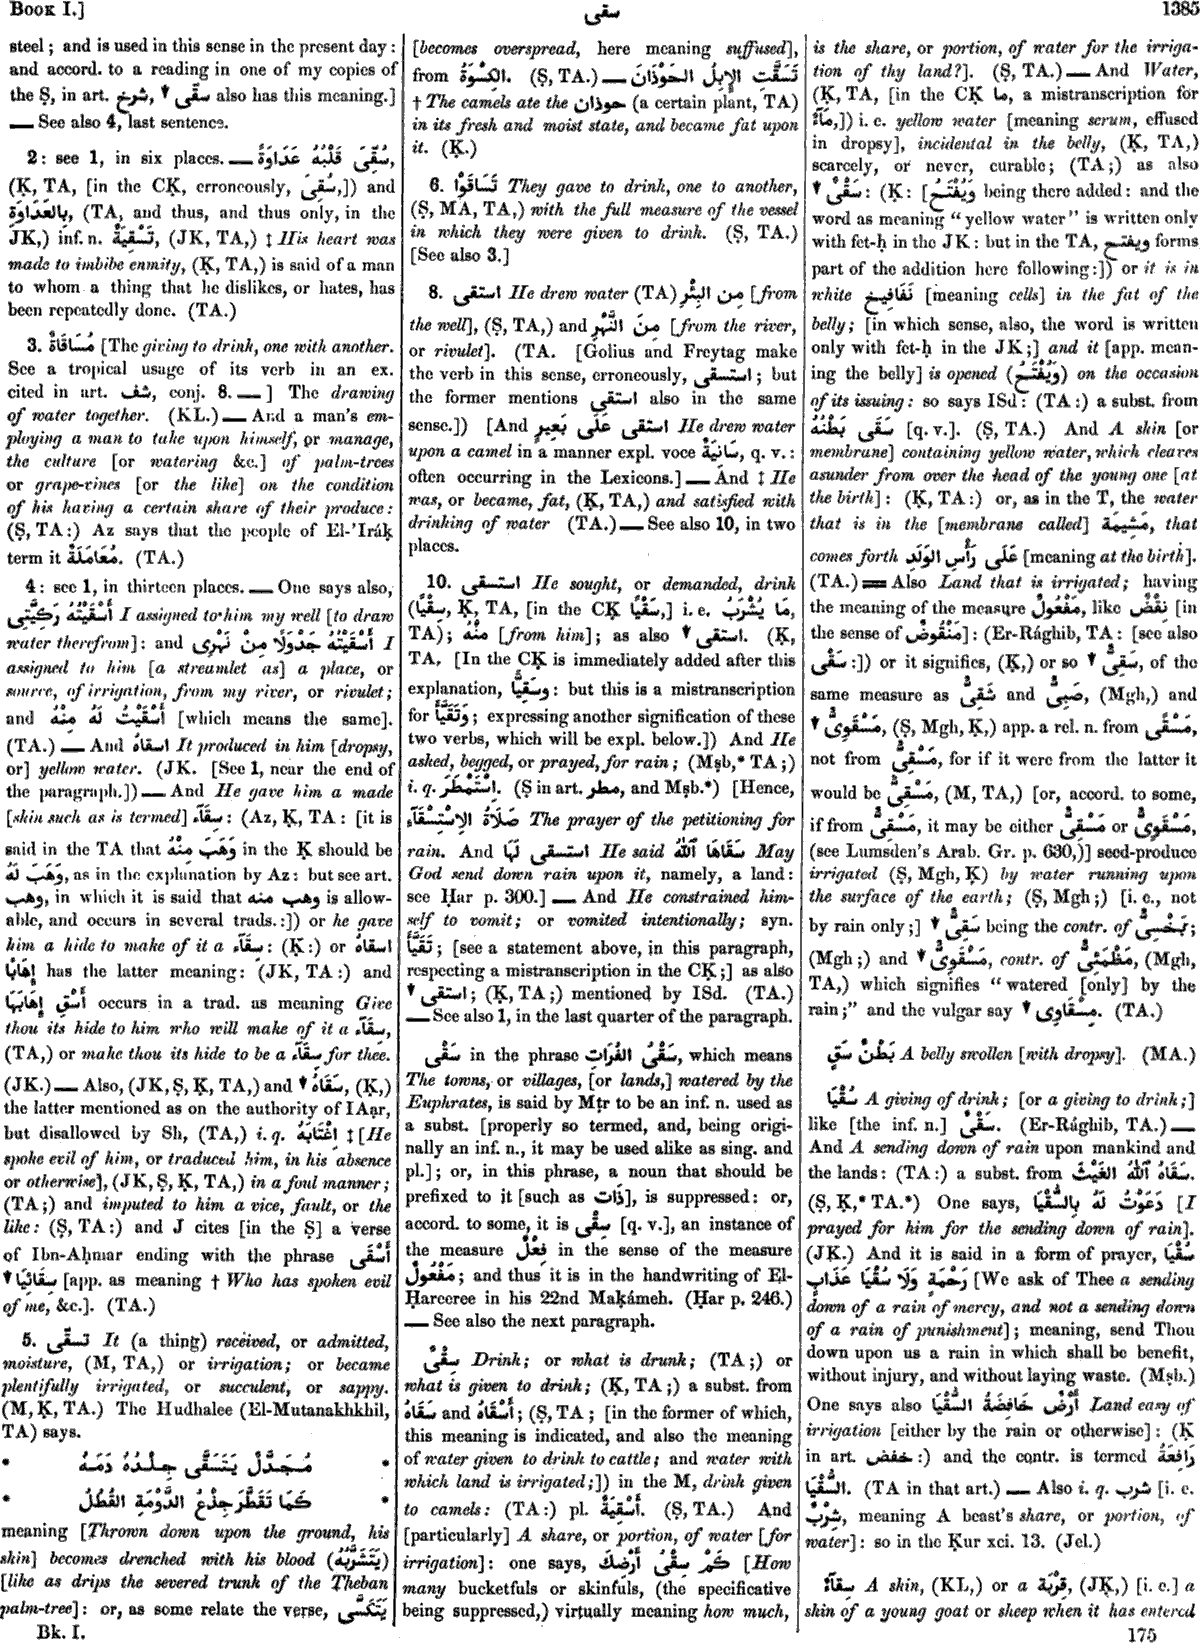 BOOK I.]
سقى
1385
steel; and is used in this sense in the present day:
and accord. to a reading in one of my copies of
the Ṣ, in art. شرخ, ▼ سقّى also has this meaning.]
— See also 4, last sentence.
2: see 1, in six places. — سُقِّىَ قَلْبُهُ عَدَاوَةً,
(Ḳ, TA, [in the CḲ, erroneously, سُقِىَ,]) and
بِالعَدَاوَةِ, (TA, and thus, and thus only, in the
JK,) inf. n. تَسْقِيَةٌ, (JK, TA,) ‡ His heart was
made to imbibe enmity, (Ḳ, TA,) is said of a man
to whom a thing that he dislikes, or hates, has
been repeatedly done. (TA.)
3. مُسَاقَاةٌ [The giving to drink, one with another.
See a tropical usage of its verb in an ex.
cited in art. شف, conj. 8. — ] The drawing
of water together. (KL.) — And a man's em-
ploying a man to take upon himself, or manage,
the culture [or watering &c.] of palm-trees
or grape-vines [or the like] on the condition
of his having a certain share of their produce:
(Ṣ, TA:) Az says that the people of El-'Iráḳ
term it مُعَامَلَةٌ. (TA.)
4: see 1, in thirteen places. — One says also,
أَسْقَيْتُهُ رَكِيَّتِى I assigned to him my well [to draw
water therefrom]: and أَسْقَيْتُهُ جَدْوَلًا مِنْ نَهْرِى I
assigned to him [a streamlet as] a place, or
source, of irrigation, from my river, or rivulet;
and أَسْقَيْتُ لَهُ مِنْهُ [which means the same].
(TA.) — And اسقاهُ It produced in him [dropsy,
or] yellow water. (JK. [See 1, near the end of
the paragraph.]) — And He gave him a made
[skin such as is termed] سِقَآء: (Az, Ḳ, TA: [it is
said in the TA that وَهَبَ مِنْهُ in the Ḳ should be
وَهَبَ لَهُ, as in the explanation by Az: but see art.
وهب, in which it is said that وهب منه is allow-
able, and occurs in several trads.:]) or he gave
him a hide to make of it a سِقَآء: (Ḳ:) or اسقاهُ
إِهَابًا has the latter meaning: (JK, TA:) and
أَسْقِ إِهَابَهَا occurs in a trad. as meaning Give
thou its hide to him who will make of it a سِقَآء,
(TA,) or make thou its hide to be a سِقَآء for thee.
(JK.) — Also, (JK, Ṣ, Ḳ, TA,) and ▼ سَقَاهُ, (Ḳ,)
the latter mentioned as on the authority of IAạr,
but disallowed by Sh, (TA,) i. q. اغْتَابَهُ ‡ [He
spoke evil of him, or traduced him, in his absence
or otherwise], (JK, Ṣ, Ḳ, TA,) in a foul manner;
(TA;) and imputed to him a vice, fault, or the
like: (Ṣ, TA:) and J cites [in the Ṣ] a verse
of Ibn-Aḥmar ending with the phrase أَسْقَى
▼ سِقَائِيَا [app. as meaning † Who has spoken evil
of me, &c.]. (TA.)
5. تسقّى It (a thing) received, or admitted,
moisture, (M, TA,) or irrigation; or became
plentifully irrigated, or succulent, or sappy.
(M, Ḳ, TA.) The Hudhalee (El-Mutanakhkhil,
TA) says.
* مُجَدَّلٌ يَتَسَقَّى جِلْدُهُ دَمَهُ *
* كَمَا تَقَطَّرَ جِذْعُ الدَّوْمَةِ القُطُلُ *
meaning [Thrown down upon the ground, his
skin] becomes drenched with his blood (يَتَشَرَّبُهُ)
[like as drips the severed trunk of the Theban
palm-tree]: or, as some relate the verse, يَتَكَسَّى
Bk. I.
[becomes overspread, here meaning suffused],
from الكِسْوَةُ. (Ṣ, TA.) — تَسَقَّتِ الإِبِلُ الحَوْذَانَ
† The camels ate the حوذان (a certain plant, TA)
in its fresh and moist state, and became fat upon
it. (Ḳ.)
6. تَسَاقَوْا They gave to drink, one to another,
(Ṣ, MA, TA,) with the full measure of the vessel
in which they were given to drink. (Ṣ, TA.)
[See also 3.]
8. استقى He drew water (TA) مِنَ البِئْرِ [from
the well], (Ṣ, TA,) and مِنَ النَّهْرِ [from the river,
or rivulet]. (TA. [Golius and Freytag make
the verb in this sense, erroneously, استسقى; but
the former mentions استقى also in the same
sense.]) [And استقى عَلَى بَعِيرٍ He drew water
upon a camel in a manner expl. voce سَانِيَةٌ, q. v.:
often occurring in the Lexicons.] — And ‡ He
was, or became, fat, (Ḳ, TA,) and satisfied with
drinking of water (TA.) — See also 10, in two
places.
10. استسقى He sought, or demanded, drink
(سِقْيًا, Ḳ, TA, [in the CḲ سَقْيًا,] i. e. مَا يُشْرَبُ,
TA); مِنْهُ [from him]; as also ▼ استقى. (Ḳ,
TA. [In the CḲ is immediately added after this
explanation, وسَقِيًّا: but this is a mistranscription
for وَتَقَيَّأَ; expressing another signification of these
two verbs, which will be expl. below.]) And He
asked, begged, or prayed, for rain; (Mṣb,* TA;)
i. q. اسْتَمْطَرَ. (Ṣ in art. مطر, and Mṣb.*) [Hence,
صَلَاةُ الاِسْتِسْقَآءِ The prayer of the petitioning for
rain. And استسقى لَهَا He said سَقَاهَا ٱللّٰهُ May
God send down rain upon it, namely, a land:
see Ḥar p. 300.] — And He constrained him-
self to vomit; or vomited intentionally; syn.
تَقَيَّأَ; [see a statement above, in this paragraph,
respecting a mistranscription in the CḲ;] as also
▼ استقى; (Ḳ, TA;) mentioned by ISd. (TA.)
— See also 1, in the last quarter of the paragraph.
سَقْىٌ in the phrase سَقْىُ الفُرَاتِ, which means
The towns, or villages, [or lands,] watered by the
Euphrates, is said by Mṭr to be an inf. n. used as
a subst. [properly so termed, and, being origi-
nally an inf. n., it may be used alike as sing. and
pl.]; or, in this phrase, a noun that should be
prefixed to it [such as ذَات], is suppressed: or,
accord. to some, it is سِقْى [q. v.], an instance of
the measure فِعْلٌ in the sense of the measure
مَفْعُولٌ; and thus it is in the handwriting of El-
Ḥareeree in his 22nd Maḳámeh. (Ḥar p. 246.)
— See also the next paragraph.
سِقْىٌ Drink; or what is drunk; (TA;) or
what is given to drink; (Ḳ, TA;) a subst. from
سَقَاهُ and أَسْقَاهُ; (Ṣ, TA; [in the former of which,
this meaning is indicated, and also the meaning
of water given to drink to cattle; and water with
which land is irrigated;]) in the M, drink given
to camels: (TA:) pl. أَسْقِيَةٌ. (Ṣ, TA.) And
[particularly] A share, or portion, of water [for
irrigation]: one says, كَمْ سِقْىُ أَرْضِكَ [How
many bucketfuls or skinfuls, (the specificative
being suppressed,) virtually meaning how much,
is the share, or portion, of water for the irriga-
tion of thy land?]. (Ṣ, TA.) — And Water,
(Ḳ, TA, [in the CḲ ما, a mistranscription for
مَآءٌ,]) i. e. yellow water [meaning serum, effused
in dropsy], incidental in the belly, (Ḳ, TA,)
scarcely, or never, curable; (TA;) as also
▼ سَقْىٌ: (Ḳ: [وَيُفْتَحُ being there added: and the
word as meaning "yellow water" is written only
with fet-ḥ in the JK: but in the TA, ويفتح forms
part of the addition here following:]) or it is in
white نَفَافِيخ [meaning cells] in the fat of the
belly; [in which sense, also, the word is written
only with fet-ḥ in the JK;] and it [app. mean-
ing the belly] is opened (وَيُفْتَحُ) on the occasion
of its issuing: so says ISd: (TA:) a subst. from
سَقَى بَطْنُهُ [q. v.]. (Ṣ, TA.) And A skin [or
membrane] containing yellow water, which cleaves
asunder from over the head of the young one [at
the birth]: (Ḳ, TA:) or, as in the T, the water
that is in the [membrane called] مَشِيمَة, that
comes forth عَلَى رَأْسِ الوَلَدِ [meaning at the birth].
(TA.) == Also Land that is irrigated; having
the meaning of the measure مَفْعُولٌ, like نِقْضٌ [in
the sense of مَنْقُوضٌ]: (Er-Rághib, TA: [see also
سَقْى:]) or it signifies, (Ḳ,) or so ▼ سَقِىٌّ, of the
same measure as شَقِىٌّ and صَبِىٌّ, (Mgh,) and
▼ مَسْقَوِىٌّ, (Ṣ, Mgh, Ḳ,) app. a rel. n. from مَسْقًى,
not from مَسْقِىٌّ, for if it were from the latter it
would be مَسْقِىٌّ, (M, TA,) [or, accord. to some,
if from مَسْقِىٌّ, it may be either مَسْقِىٌّ or مَسْقَوِىٌّ,
(see Lumsden's Arab. Gr. p. 630,)] seed-produce
irrigated (Ṣ, Mgh, Ḳ) by water running upon
the surface of the earth; (Ṣ, Mgh;) [i. e., not
by rain only;] ▼ سَقِىٌّ being the contr. of بَخْسِىٌّ;
(Mgh;) and ▼ مَسْقَوِىٌّ, contr. of مَظْمَئِىٌّ, (Mgh,
TA,) which signifies "watered [only] by the
rain;" and the vulgar say ▼ مِسْقَاوِى. (TA.)
بَطْنٌ سَقٍ A belly swollen [with dropsy]. (MA.)
سُقْيَا A giving of drink; [or a giving to drink;]
like [the inf. n.] سَقْىٌ. (Er-Rághib, TA.) —
And A sending down of rain upon mankind and
the lands: (TA:) a subst. from سَقَاهُ ٱللّٰهُ الغَيْثَ.
(Ṣ, Ḳ,* TA.*) One says, دَعَوْتُ لَهُ بِالسُّقْيَا [I
prayed for him for the sending down of rain].
(JK.) And it is said in a form of prayer, سُقْيَا
رَحْمَةٍ وَلَا سُقْيَا عَذَابٍ [We ask of Thee a sending
down of a rain of mercy, and not a sending down
of a rain of punishment]; meaning, send Thou
down upon us a rain in which shall be benefit,
without injury, and without laying waste. (Mṣb.)
One says also أَرْضٌ خَافِضَةُ السُّقْيَا Land easy of
irrigation [either by the rain or otherwise]: (Ḳ
in art. خفض:) and the contr. is termed رَافِعَةُ
السُّقْيَا. (TA in that art.) — Also i. q. شرب [i. e.
شِرْبٌ, meaning A beast's share, or portion, of
water]: so in the Ḳur xci. 13. (Jel.)
سِقَآءٌ A skin, (KL,) or a قِرْبَة, (JK,) [i. e.] a
skin of a young goat or sheep when it has entered
175